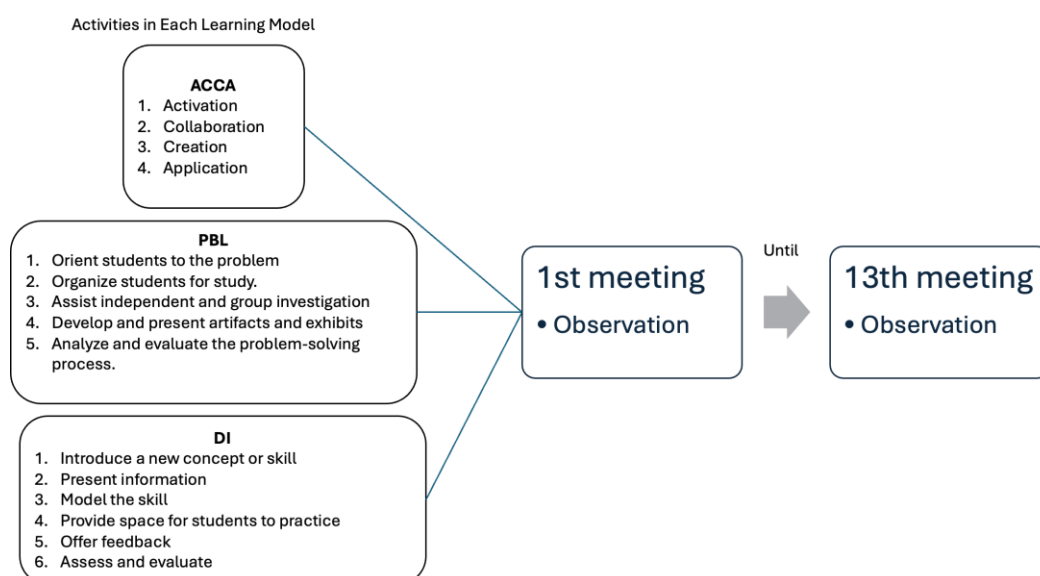 Activities in Each Learning Model
ACCA
1. Activation
2. Collaboration
3. Creation
4. Application
PBL
1. Orient students to the problem
2. Organize students for study.
3. Assist independent and group investigation
4. Develop and present artifacts and exhibits
5. Analyze and evaluate the problem-solving
process.
DI
1. Introduce a new concept or skill
2. Present information
3. Model the skill
4. Provide space for students to practice
5. Offer feedback
6. Assess and evaluate
1st meeting
• Observation
Until
13th meeting
• Observation